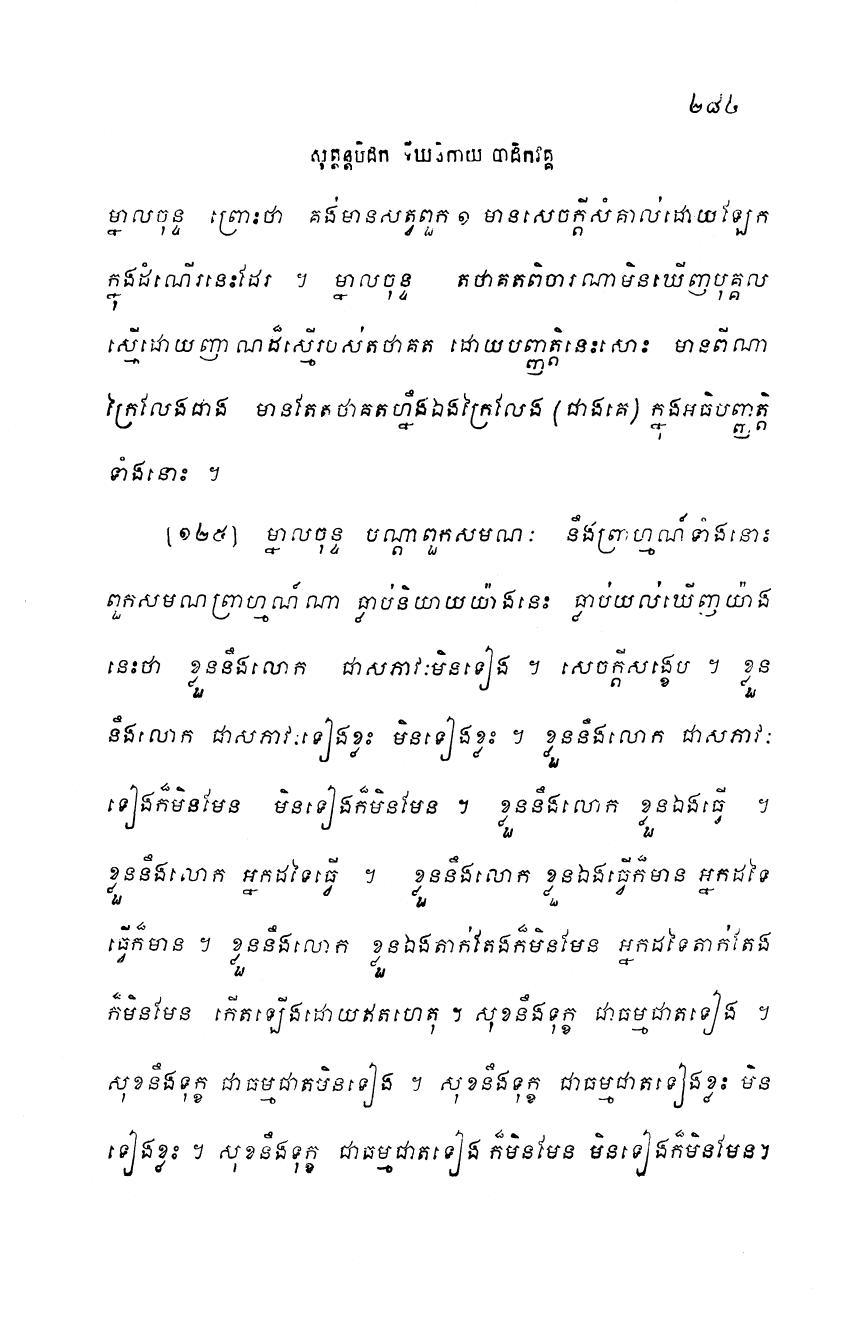 ២៨៤
សុត្តន្តបិដក ទីឃនិកាយ បាដិកវគ្គ
ម្នាលចុន្ទ ព្រោះថា គង់មានសត្វពួក ១ មានសេចក្តីសំគាល់ដោយឡែក
ក្នុងដំណើរនេះដែរ ។ ម្នាលចុន្ទ តថាគតពិចារណាមិនឃើញបុគ្គល
ស្មើដោយញាណដ៏ស្មើរបស់តថាគត ដោយបញ្ញត្តិនេះសោះ មានពីណា
ក្រៃលែងជាង មានតែតថាគតហ្នឹងឯងក្រៃលែង (ជាងគេ) ក្នុងអធិបញ្ញត្តិ
ទាំងនោះ ។
[១២៥] ម្នាលចុន្ទ បណ្តាពួកសមណៈ នឹងព្រាហ្មណ៍ទាំងនោះ
ពួកសមណព្រាហ្មណ៍ណា ធ្លាប់និយាយយ៉ាងនេះ ធ្លាប់យល់ឃើញយ៉ាង
នេះថា ខ្លួននឹងលោក ជាសភាវៈមិនទៀង ។ សេចក្តីសង្ខេប ។ ខ្លួន
នឹងលោក ជាសភាវៈទៀងខ្លះ មិនទៀងខ្លះ ។ ខ្លួននឹងលោក ជាសភាវៈ
ទៀងក៏មិនមែន មិនទៀងក៏មិនមែន ។ ខ្លួននឹងលោក ខ្លួនឯងធ្វើ ។
ខ្លួននឹងលោក អ្នកដទៃធ្វើ ។ ខ្លួននឹងលោក ខ្លួនឯងធ្វើក៏មាន អ្នកដទៃ
ធ្វើក៏មាន ។ ខ្លួននឹងលោក ខ្លួនឯងតាក់តែងក៏មិនមែន អ្នកដទៃតាក់តែង
ក៏មិនមែន កើតឡើងដោយឥតហេតុ ។ សុខនឹងទុក្ខ ជាធម្មជាតទៀង ។
សុខនឹងទុក្ខ ជាធម្មជាតមិនទៀង ។ សុខនឹងទុក្ខ ជាធម្មជាតទៀងខ្លះ មិន
ទៀងខ្លះ ។ សុខនឹងទុក្ខ ជាធម្មជាតទៀង ក៏មិនមែន មិនទៀងក៏មិនមែន។